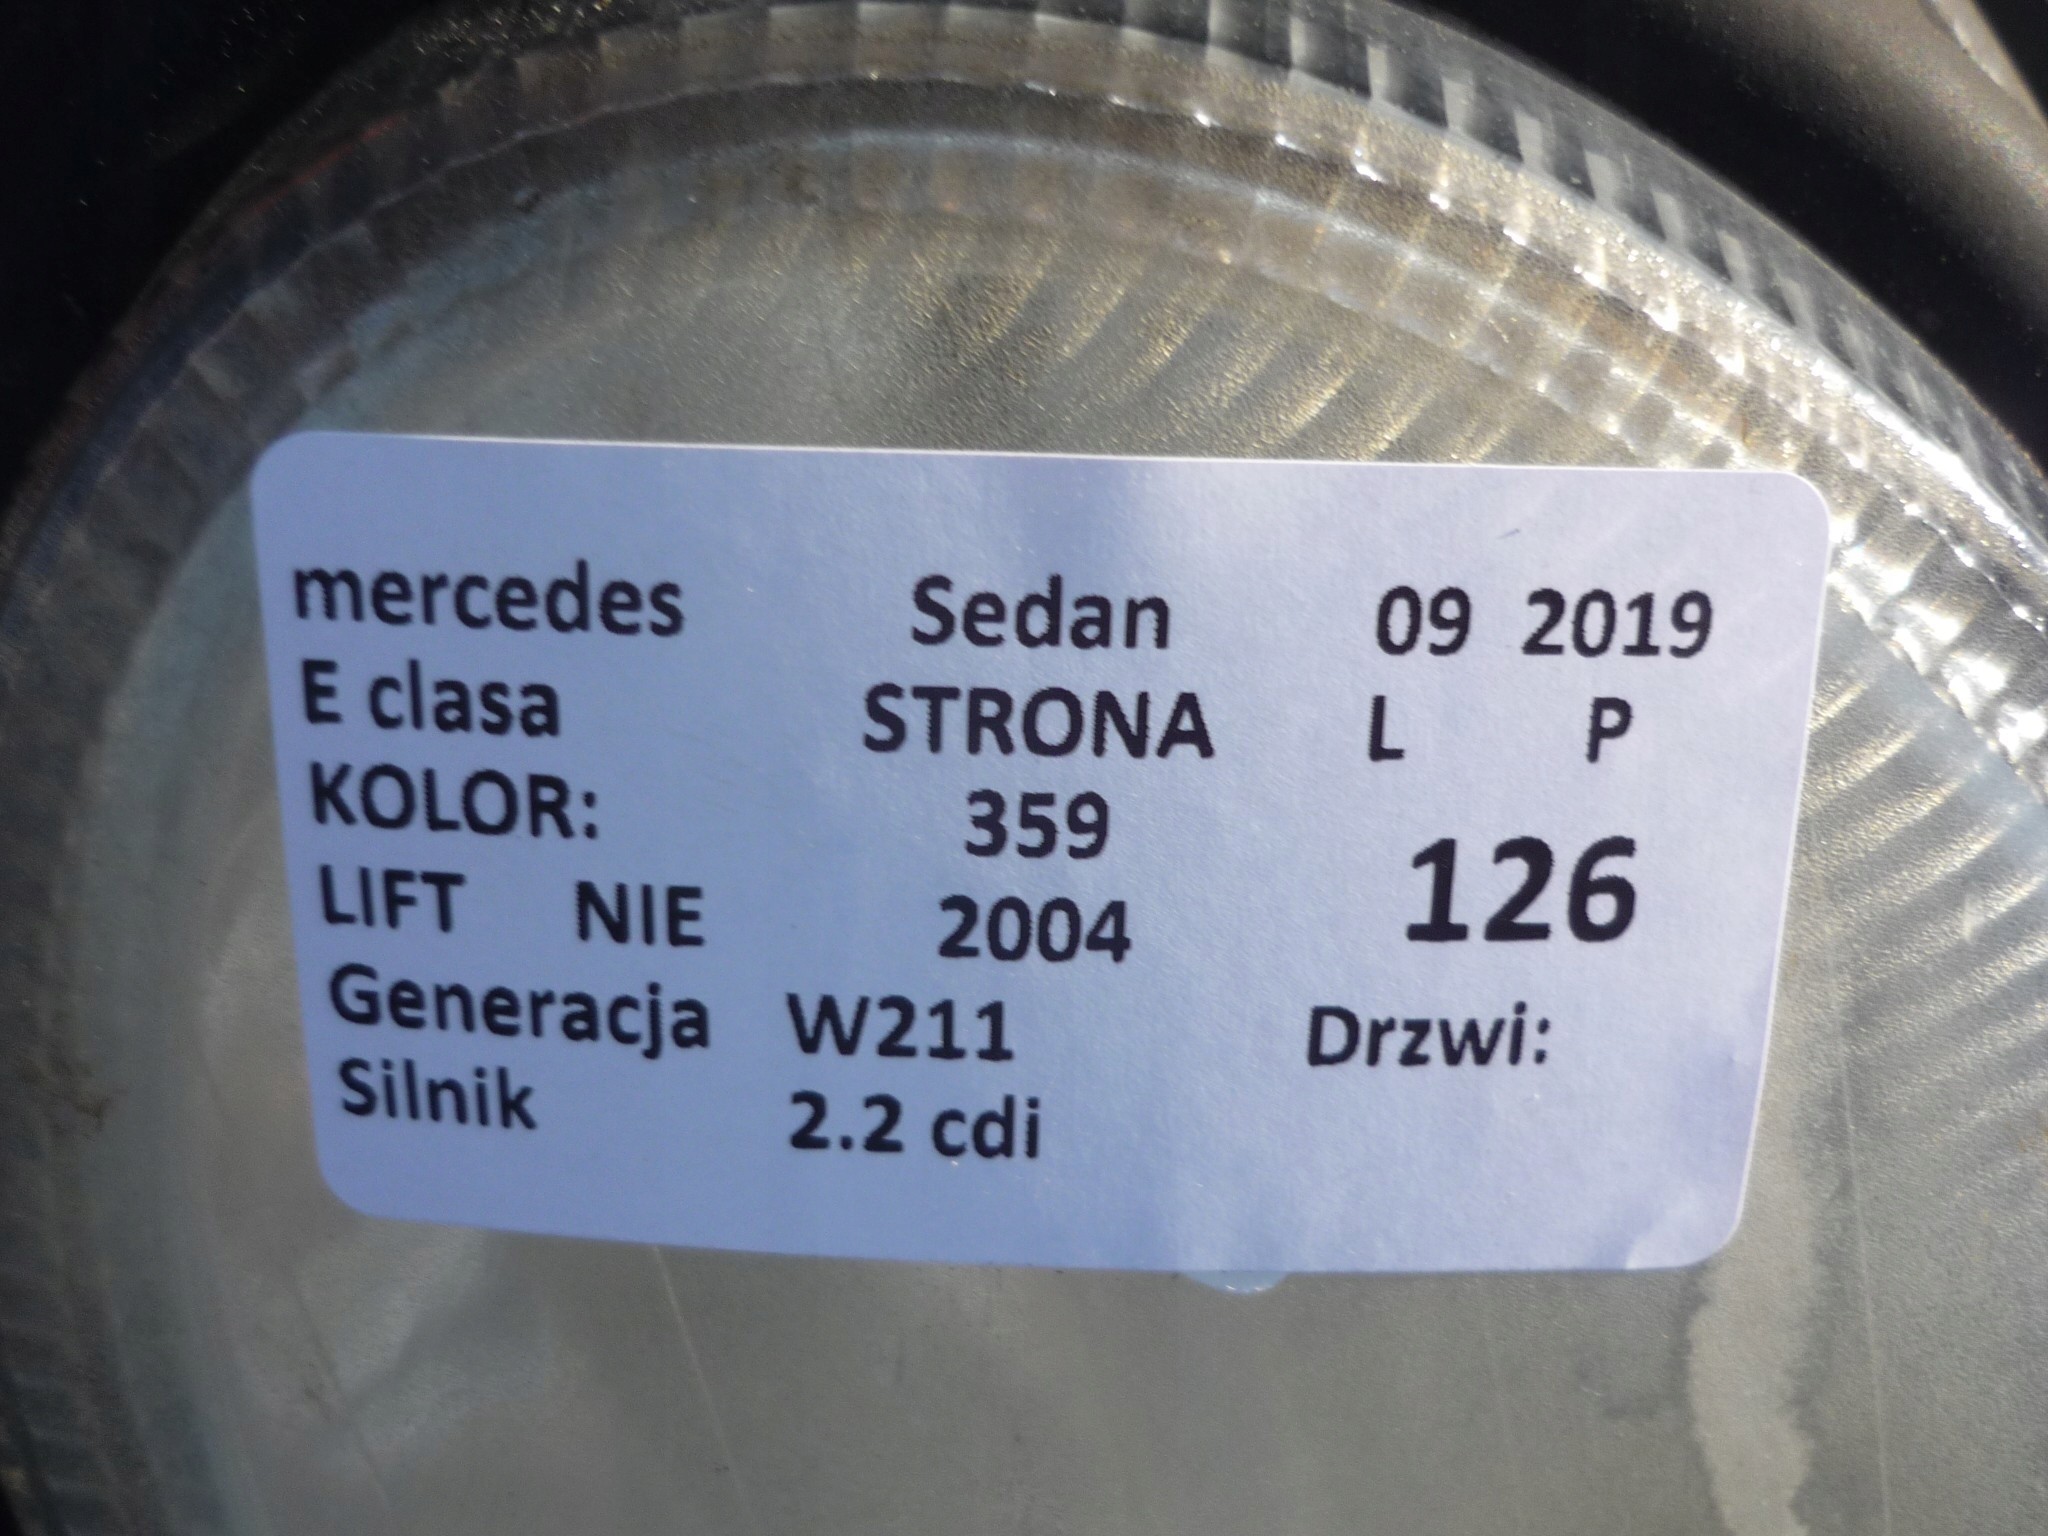 mercedes Sedan 09 2019
E clasa STRONA L P
KOLOR: 359
LIFT NIE 2004 126
Generacja W211 Drzwi:
Silnik 2.2 cdi